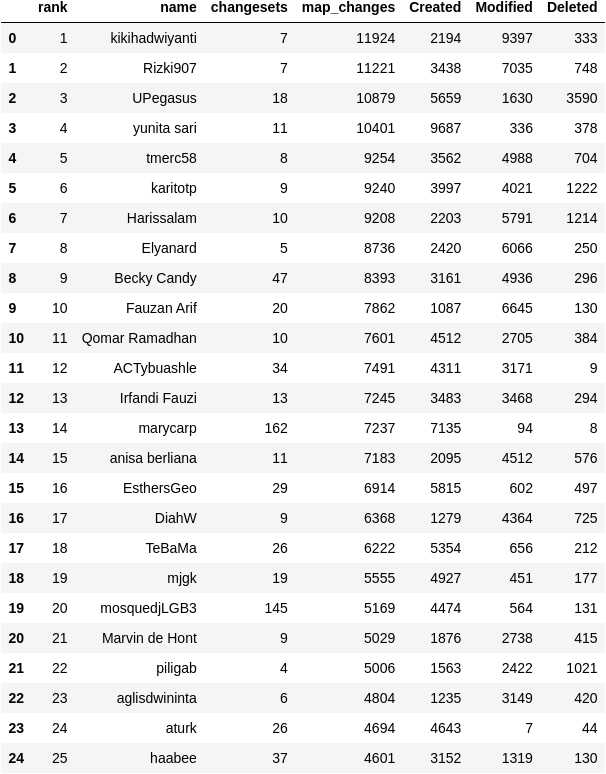 rank name changesets map_changes Created Modified Deleted
0 1 kikihadwiyanti 7 11924 2194 9397 333
1 2 Rizki907 7 11221 3438 7035 748
2 3 UPegasus 18 10879 5659 1630 3590
3 4 yunita sari 11 10401 9687 336 378
4 5 tmerc58 8 9254 3562 4988 704
5 6 karitotp 9 9240 3997 4021 1222
6 7 Harissalam 10 9208 2203 5791 1214
7 8 Elyanard 5 8736 2420 6066 250
8 9 Becky Candy 47 8393 3161 4936 296
9 10 Fauzan Arif 20 7862 1087 6645 130
10 11 Qomar Ramadhan 10 7601 4512 2705 384
11 12 ACTybuashle 34 7491 4311 3171 9
12 13 Irfandi Fauzi 13 7245 3483 3468 294
13 14 marycarp 162 7237 7135 94 8
14 15 anisa berliana 11 7183 2095 4512 576
15 16 EsthersGeo 29 6914 5815 602 497
16 17 DiahW 9 6368 1279 4364 725
17 18 TeBaMa 26 6222 5354 656 212
18 19 mjgk 19 5555 4927 451 177
19 20 mosquedjLGB3 145 5169 4474 564 131
20 21 Marvin de Hont 9 5029 1876 2738 415
21 22 piligab 4 5006 1563 2422 1021
22 23 aglisdwininta 6 4804 1235 3149 420
23 24 aturk 26 4694 4643 7 44
24 25 haabee 37 4601 3152 1319 130